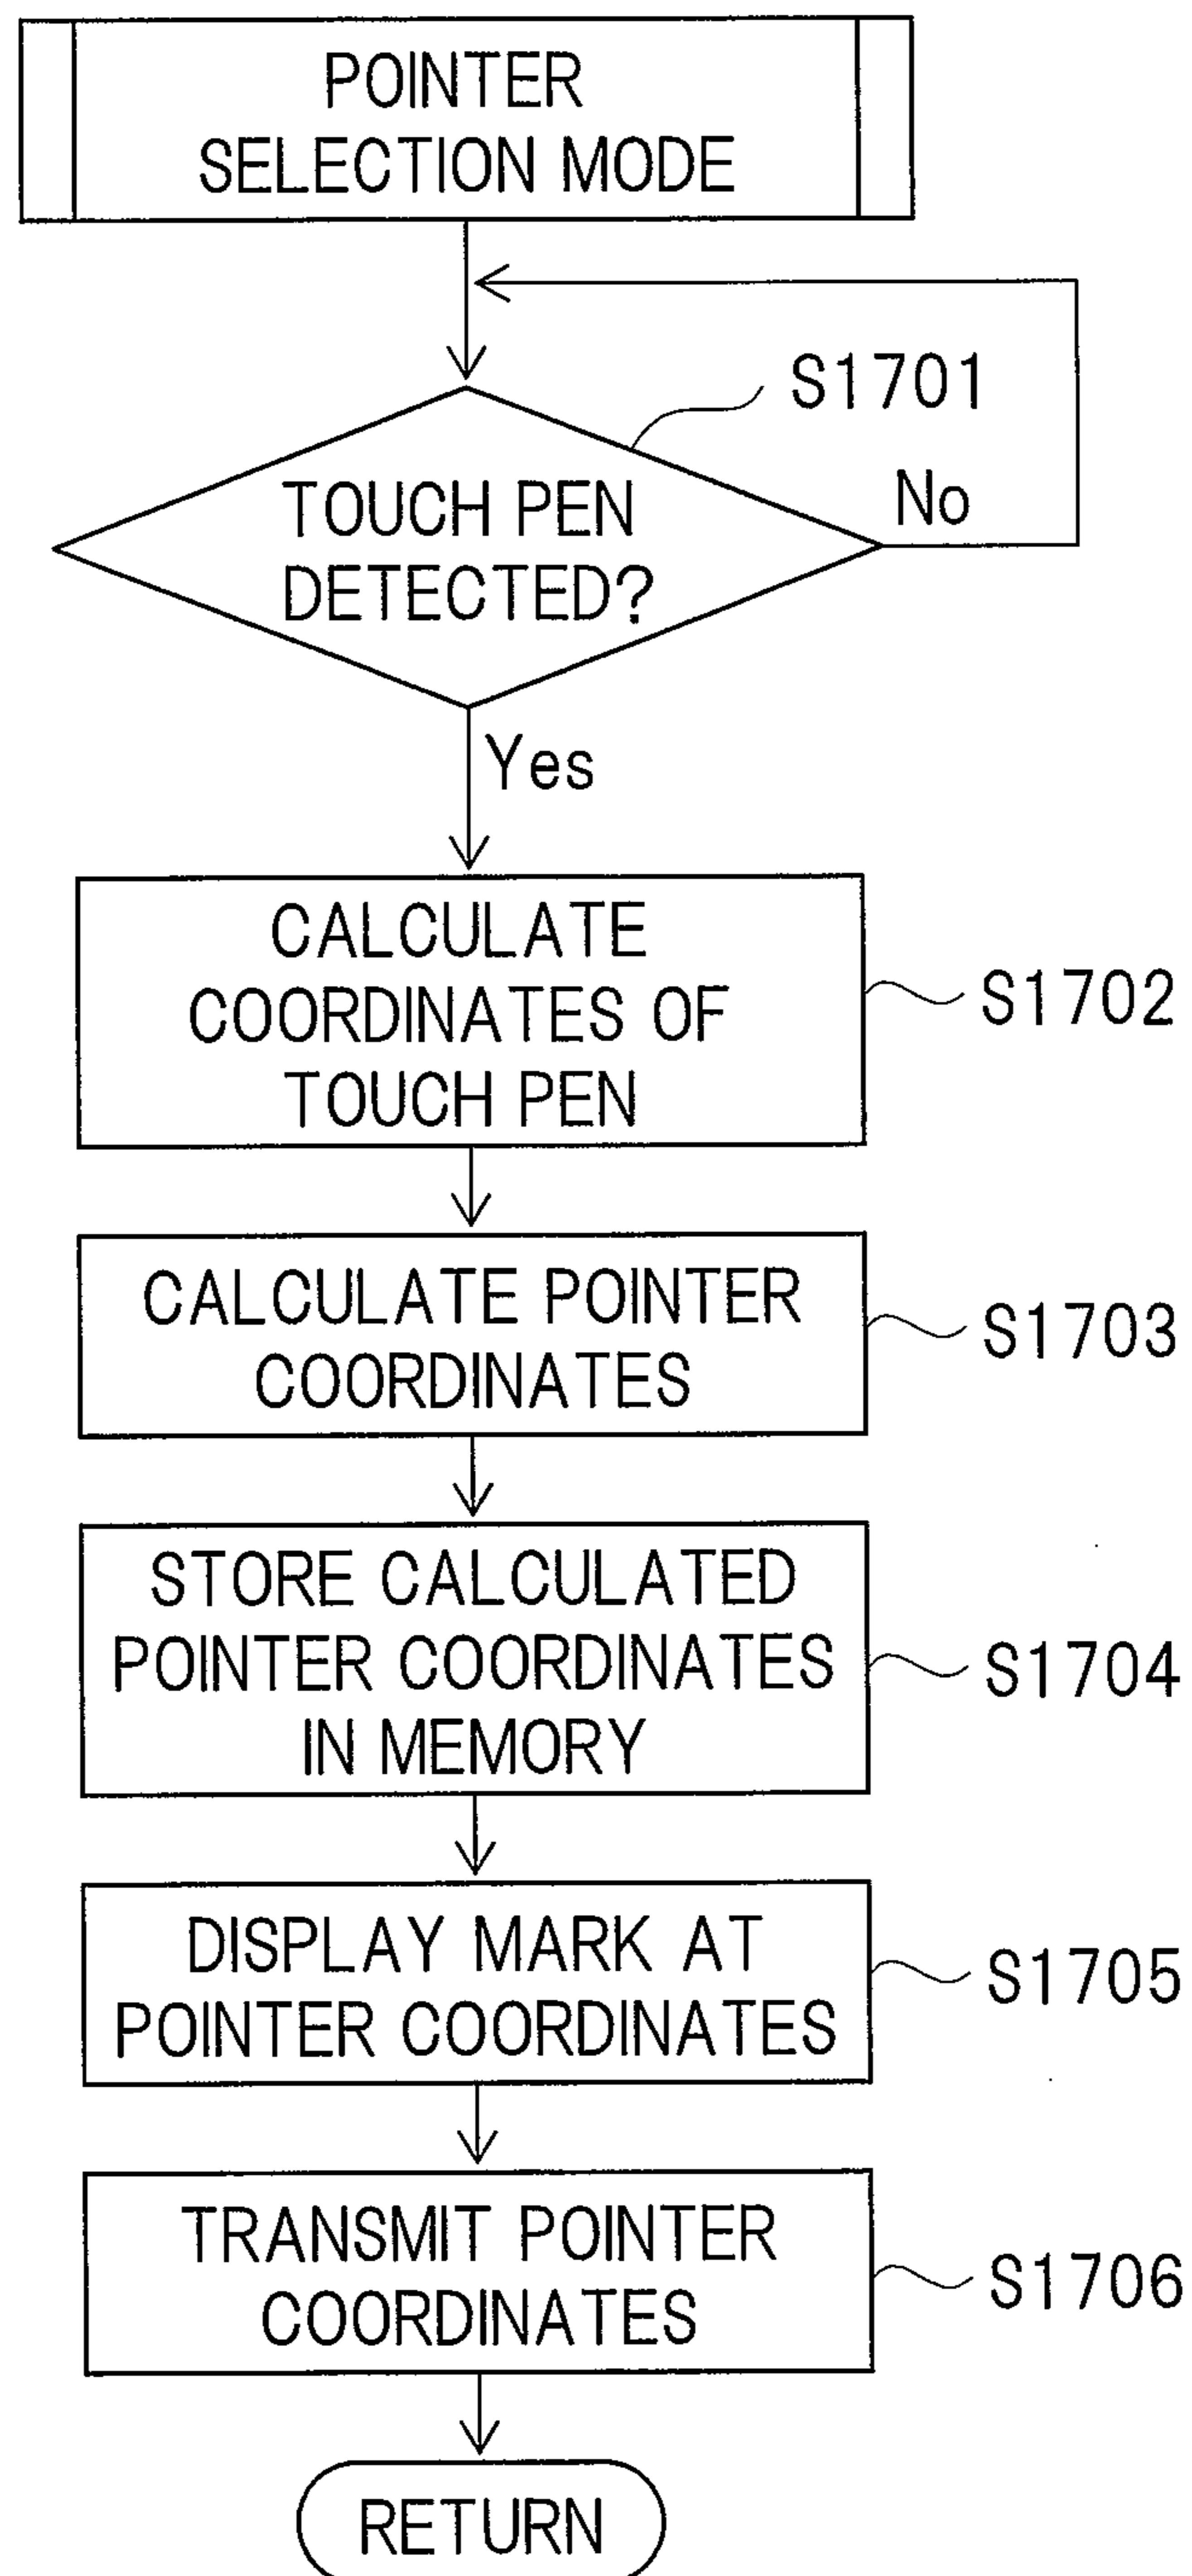 POINTER
SELECTION MODE
S1701
No
TOUCH PEN
DETECTED?
Yes
CALCULATE
COORDINATES OF
TOUCH PEN
S1702
CALCULATE POINTER
COORDINATES
S1703
STORE CALCULATED
POINTER COORDINATES
IN MEMORY
S1704
DISPLAY MARK AT
POINTER COORDINATES
S1705
TRANSMIT POINTER
COORDINATES
S1706
RETURN